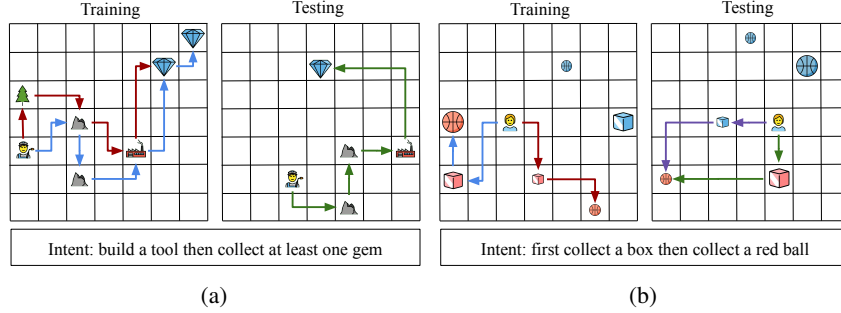 Training Testing Training Testing
Intent: build a tool then collect at least one gem Intent: first collect a box then collect a red ball
(a) (b)